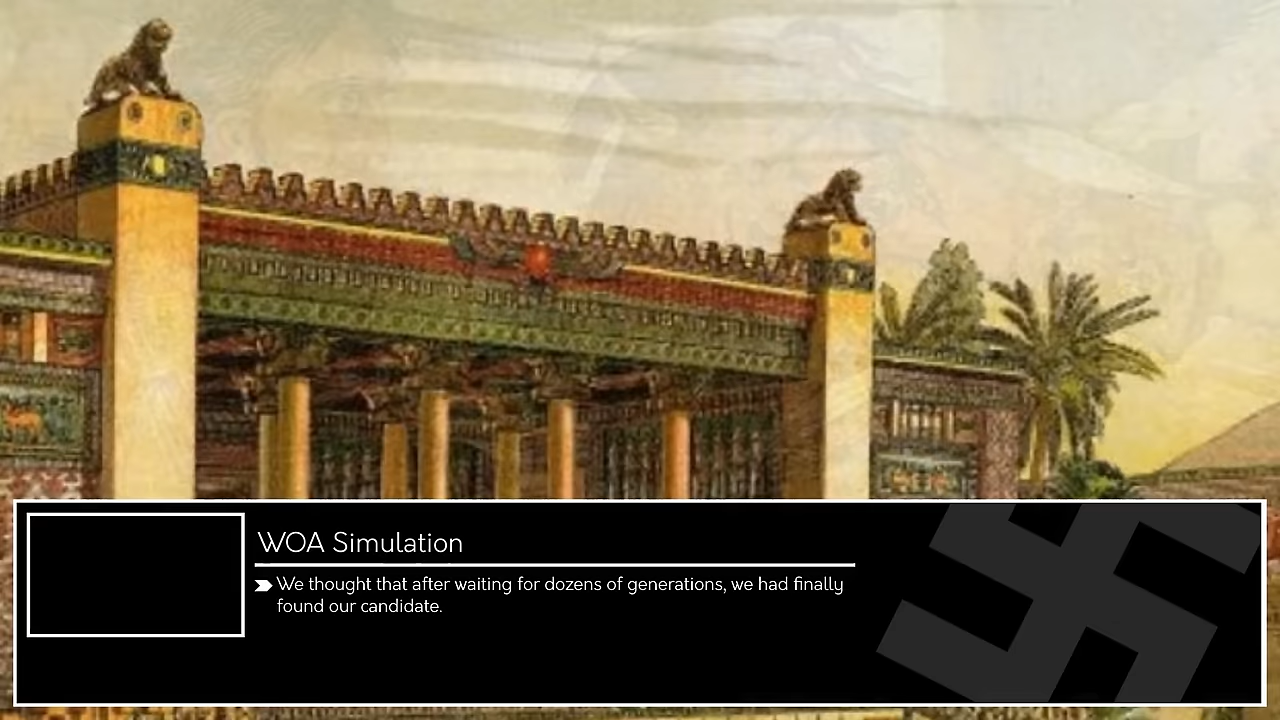 WOA Simulation
We thought that after waiting for dozens of generations, we had finally
found our candidate.